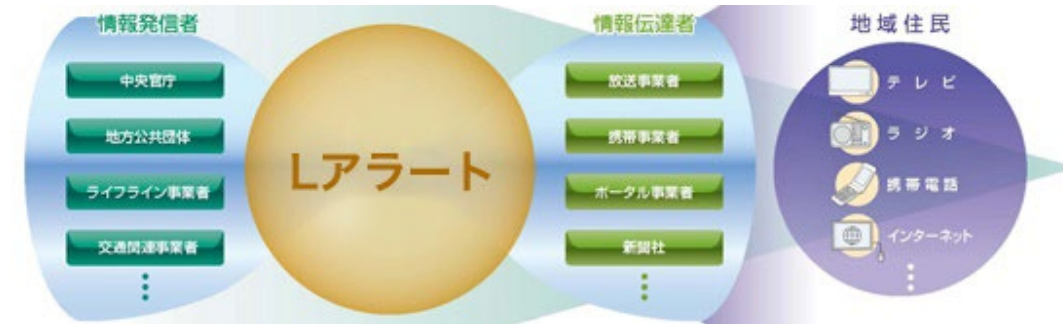 情報発信者
中央官庁
地方公共団体
ライフライン事業者
交通関連事業者
Lアラート
情報伝達者
放送事業者
携帯事業者
ポータル事業者
新聞社
地域住民
テレビ
ラジオ
携帯電話
インターネット